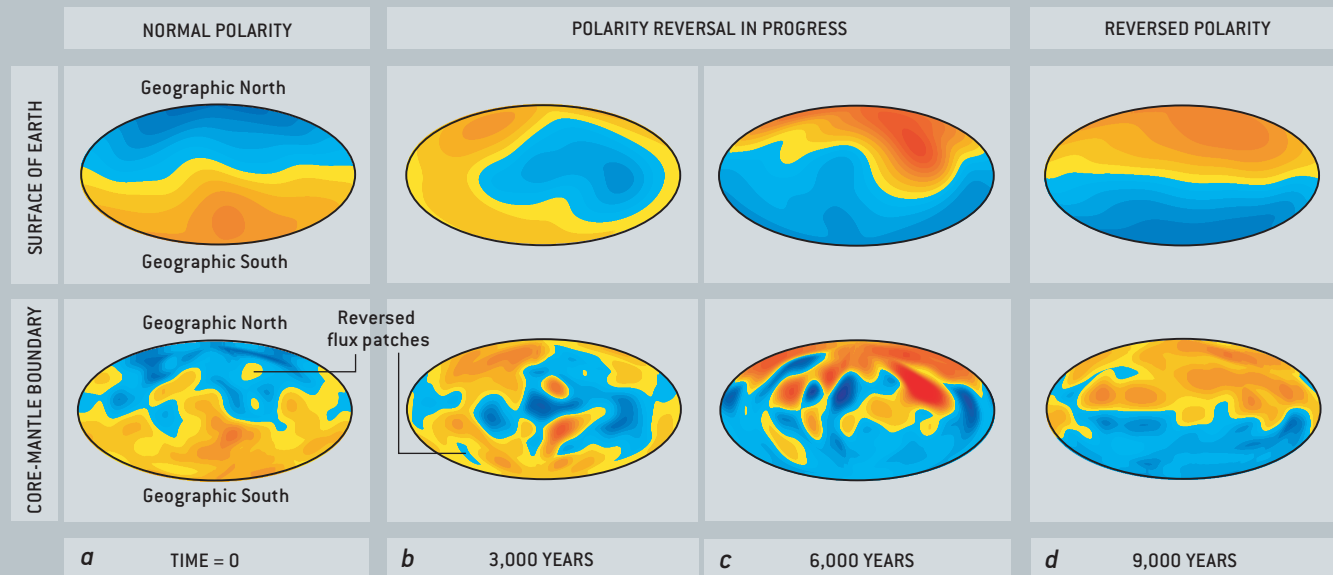 NORMAL POLARITY
POLARITY REVERSAL IN PROGRESS
REVERSED POLARITY
SURFACE OF EARTH
Geographic North
Geographic South
CORE-MANTLE BOUNDARY
Geographic North
Reversed
flux patches
Geographic South
a TIME = 0
b 3,000 YEARS
c 6,000 YEARS
d 9,000 YEARS